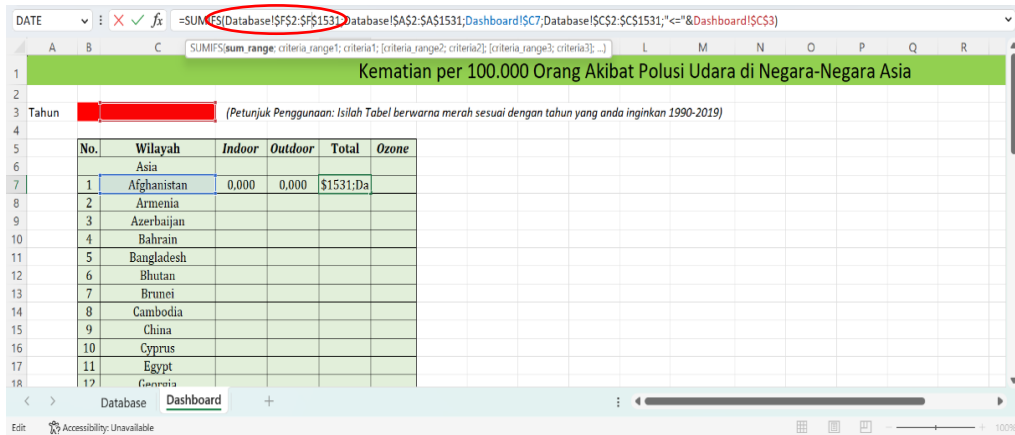 DATE fx =SUMIFS(Database!$F$2:$F$1531;Database!$A$2:$A$1531;Dashboard!$C7;Database!$C$2:$C$1531;"<="&Dashboard!$C$3)
SUMIFS(sum_range; criteria_range1; criteria1; [criteria_range2; criteria2]; [criteria_range3; criteria3]; ...)
A B C L M N O P Q R
1 Kematian per 100.000 Orang Akibat Polusi Udara di Negara-Negara Asia
2
3 Tahun (Petunjuk Penggunaan: Isilah Tabel berwarna merah sesuai dengan tahun yang anda inginkan 1990-2019)
4
5 No. Wilayah Indoor Outdoor Total Ozone
6 Asia
7 1 Afghanistan 0,000 0,000 $1531;Da
8 2 Armenia
9 3 Azerbaijan
10 4 Bahrain
11 5 Bangladesh
12 6 Bhutan
13 7 Brunei
14 8 Cambodia
15 9 China
16 10 Cyprus
17 11 Egypt
18 12 Georgia
Database Dashboard
Edit Accessibility: Unavailable 100%